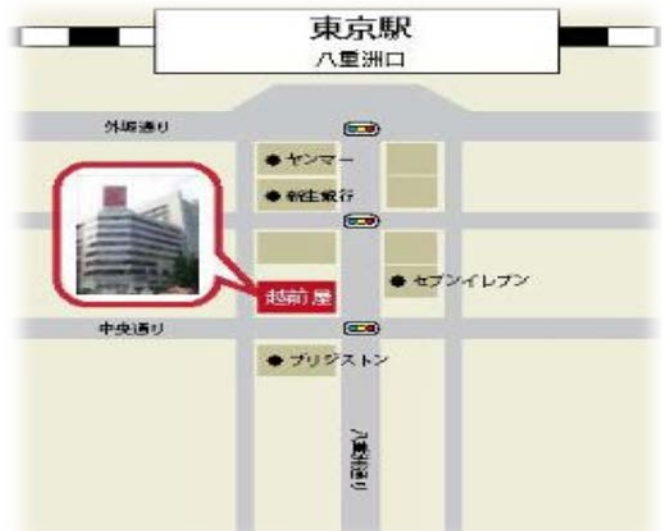 東京駅
八重洲口
外堀通り
ヤンマー
新生銀行
セブンイレブン
越前屋
中央通り
ブリジストン
八重洲通り